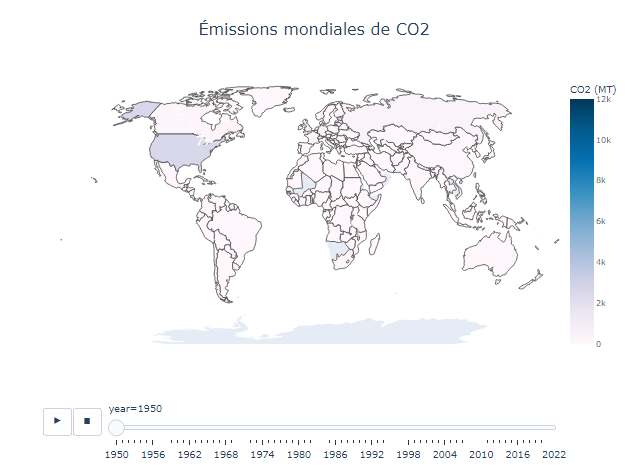 Émissions mondiales de CO2
CO2 (MT)
12k
10k
8k
6k
4k
2k
0
year=1950
1950 1956 1962 1968 1974 1980 1986 1992 1998 2004 2010 2016 2022